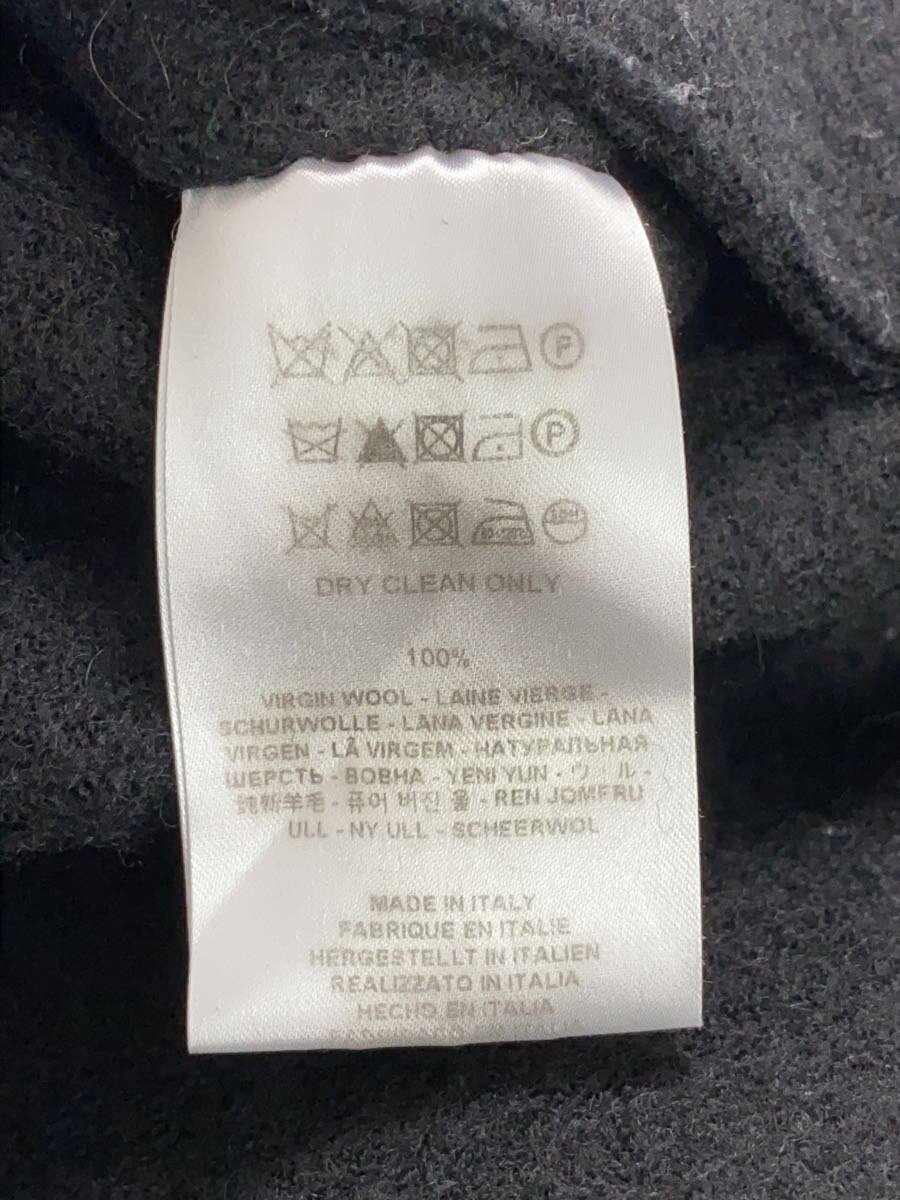 P
P
DRY CLEAN ONLY
100%
VIRGIN WOOL - LAINE VIERGE -
SCHURWOLLE - LANA VERGINE - LANA
VIRGEN - LÃ VIRGEM - НАТУРАЛЬНАЯ
ШЕРСТЬ - ВОВНА - YENI YUN - ウール -
純新羊毛 - 퓨어 버진 울 - REN JOMFRU
ULL - NY ULL - SCHEERWOL
MADE IN ITALY
FABRIQUE EN ITALIE
HERGESTELLT IN ITALIEN
REALIZZATO IN ITALIA
HECHO EN ITALIA